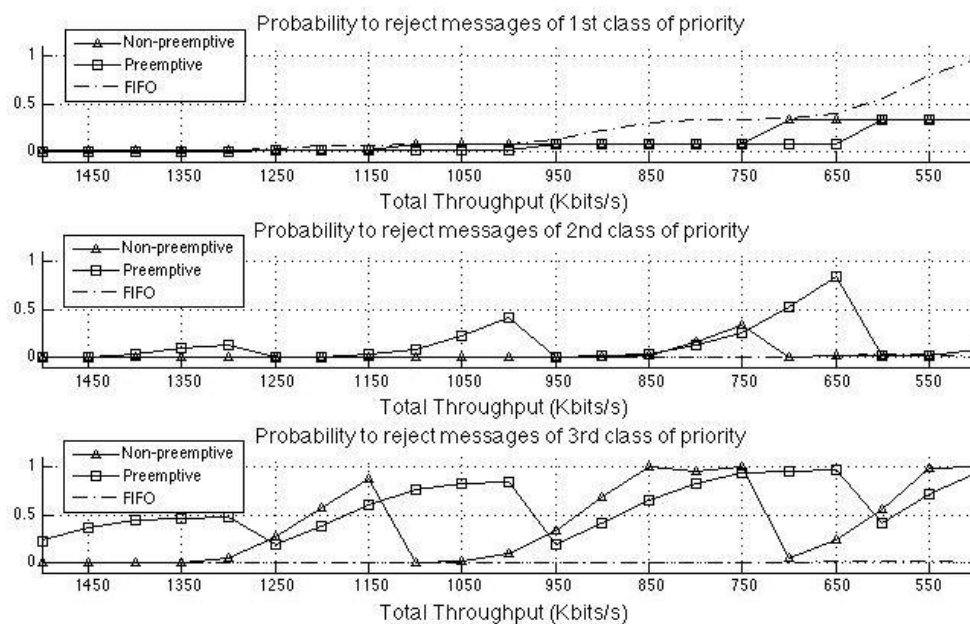 Probability to reject messages of 1st class of priority
1
0.5
0
Non-preemptive
Preemptive
FIFO
1450 1350 1250 1150 1050 950 850 750 650 550
Total Throughput (Kbits/s)
Probability to reject messages of 2nd class of priority
1
0.5
0
Non-preemptive
Preemptive
FIFO
1450 1350 1250 1150 1050 950 850 750 650 550
Total Throughput (Kbits/s)
Probability to reject messages of 3rd class of priority
1
0.5
0
Non-preemptive
Preemptive
FIFO
1450 1350 1250 1150 1050 950 850 750 650 550
Total Throughput (Kbits/s)